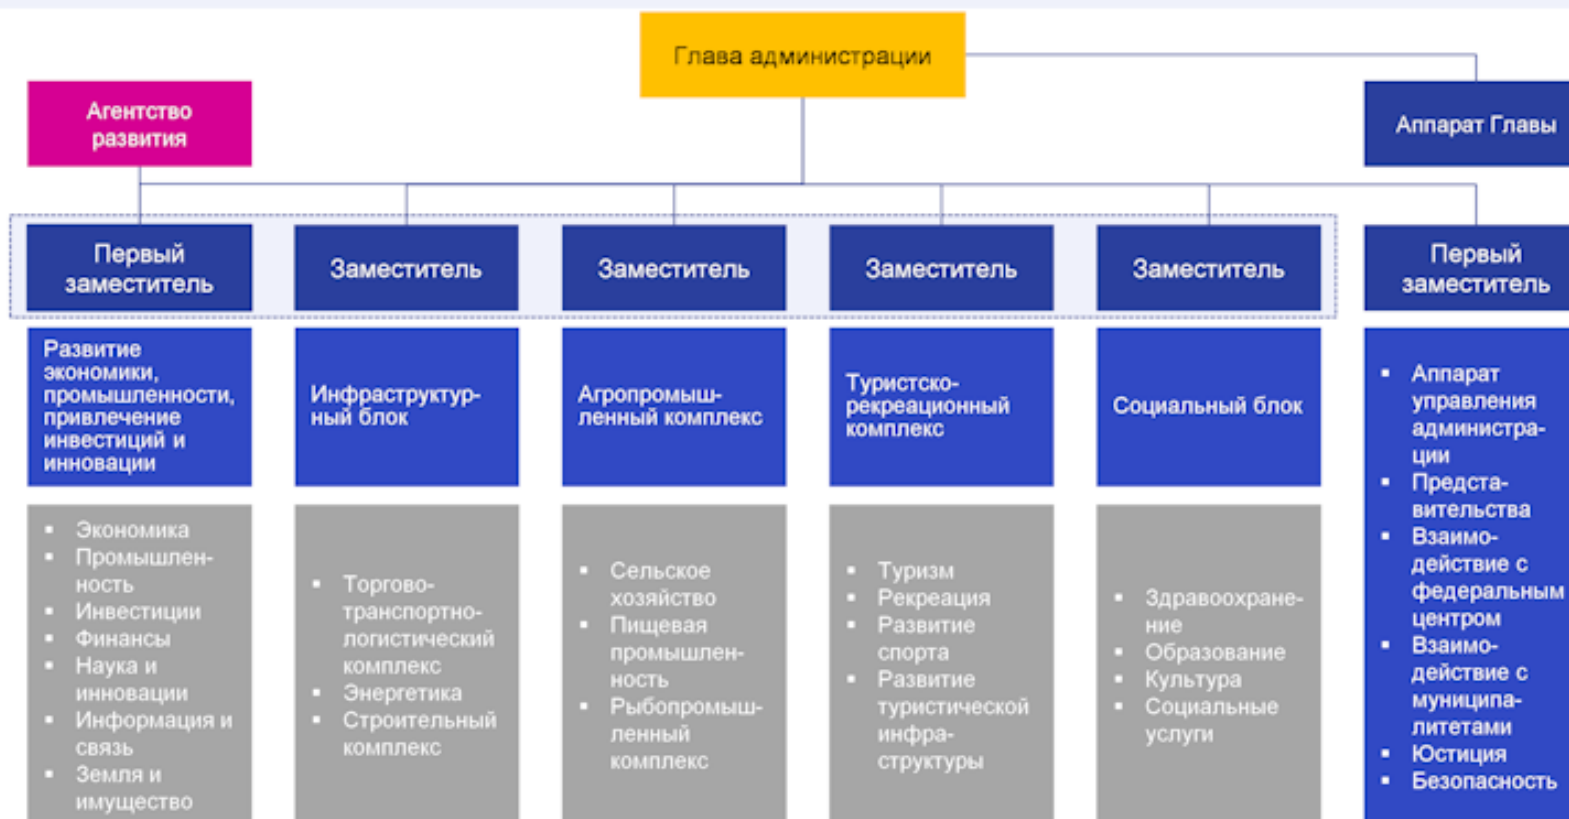 Глава администрации
Агентство
развития
Аппарат Главы
Первый
заместитель
Заместитель
Заместитель
Заместитель
Заместитель
Первый
заместитель
Развитие
экономики,
промышленности,
привлечение
инвестиций и
инновации
Инфраструктур-
ный блок
Агропромыш-
ленный комплекс
Туристско-
рекреационный
комплекс
Социальный блок
▪ Аппарат
управления
администра-
ции
▪ Предста-
вительства
▪ Взаимо-
действие с
федеральным
центром
▪ Взаимо-
действие с
муниципа-
литетами
▪ Юстиция
▪ Безопасность
▪ Экономика
▪ Промышлен-
ность
▪ Инвестиции
▪ Финансы
▪ Наука и
инновации
▪ Информация и
связь
▪ Земля и
имущество
▪ Торгово-
транспортно-
логистический
комплекс
▪ Энергетика
▪ Строительный
комплекс
▪ Сельское
хозяйство
▪ Пищевая
промышлен-
ность
▪ Рыбопромыш-
ленный
комплекс
▪ Туризм
▪ Рекреация
▪ Развитие
спорта
▪ Развитие
туристической
инфра-
структуры
▪ Здравоохране-
ние
▪ Образование
▪ Культура
▪ Социальные
услуги